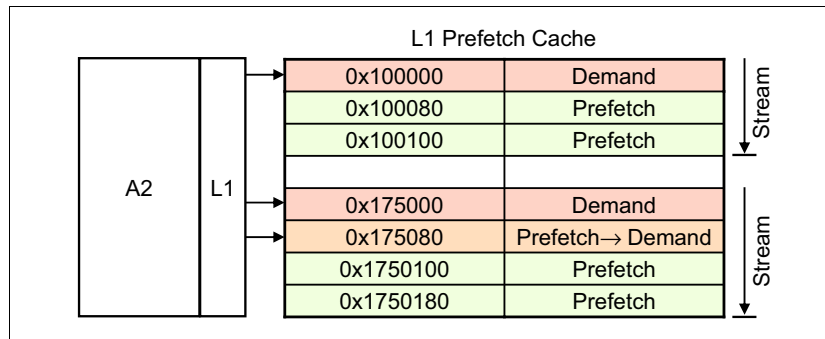 L1 Prefetch Cache
0x100000 Demand
0x100080 Prefetch
0x100100 Prefetch
Stream
A2 L1
0x175000 Demand
0x175080 Prefetch→ Demand
0x1750100 Prefetch
0x1750180 Prefetch
Stream